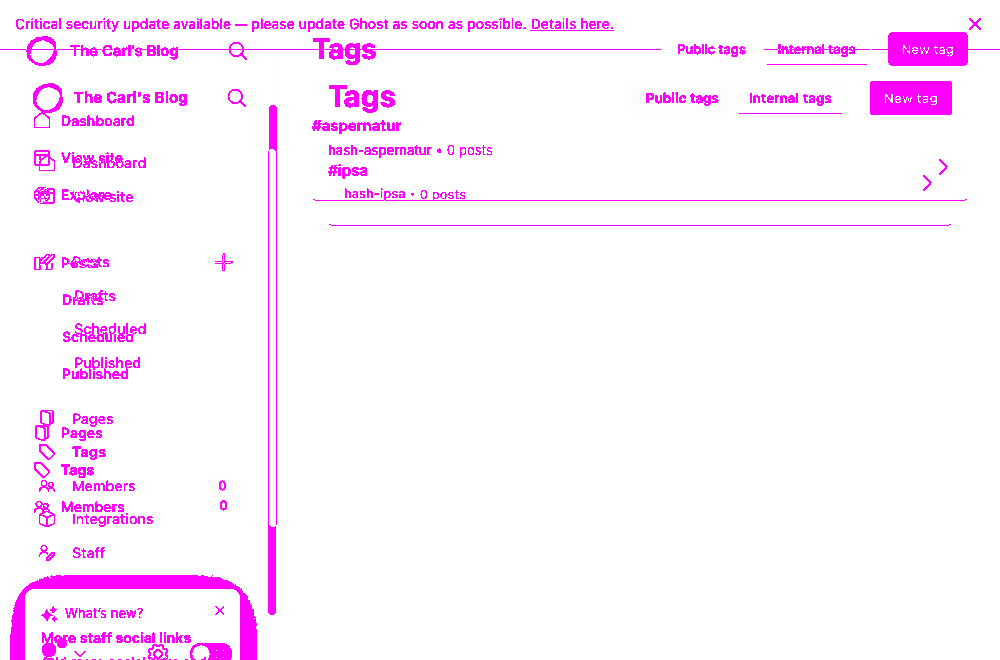 Critical security update available — please update Ghost as soon as possible. Details here.
The Carl's Blog
Tags
Public tags
Internal tags
New tag
The Carl's Blog
Tags
Public tags
Internal tags
New tag
Dashboard
#aspernatur
View site
Dashboard
hash-aspernatur • 0 posts
#ipsa
Explore
View site
hash-ipsa • 0 posts
Posts
Posts
Drafts
Drafts
Scheduled
Scheduled
Published
Published
Pages
Pages
Tags
Tags
Members 0
Members 0
Integrations
Staff
What's new?
More staff social links